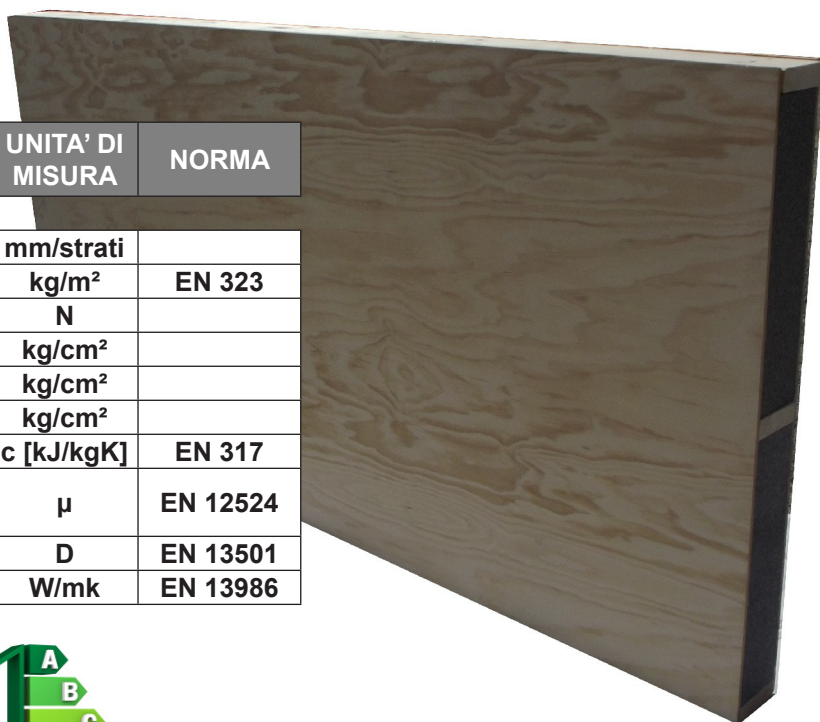 UNITA' DI MISURA NORMA
mm/strati
kg/m² EN 323
N
kg/cm²
kg/cm²
kg/cm²
c [kJ/kgK] EN 317
µ EN 12524
D EN 13501
W/mk EN 13986
A
B